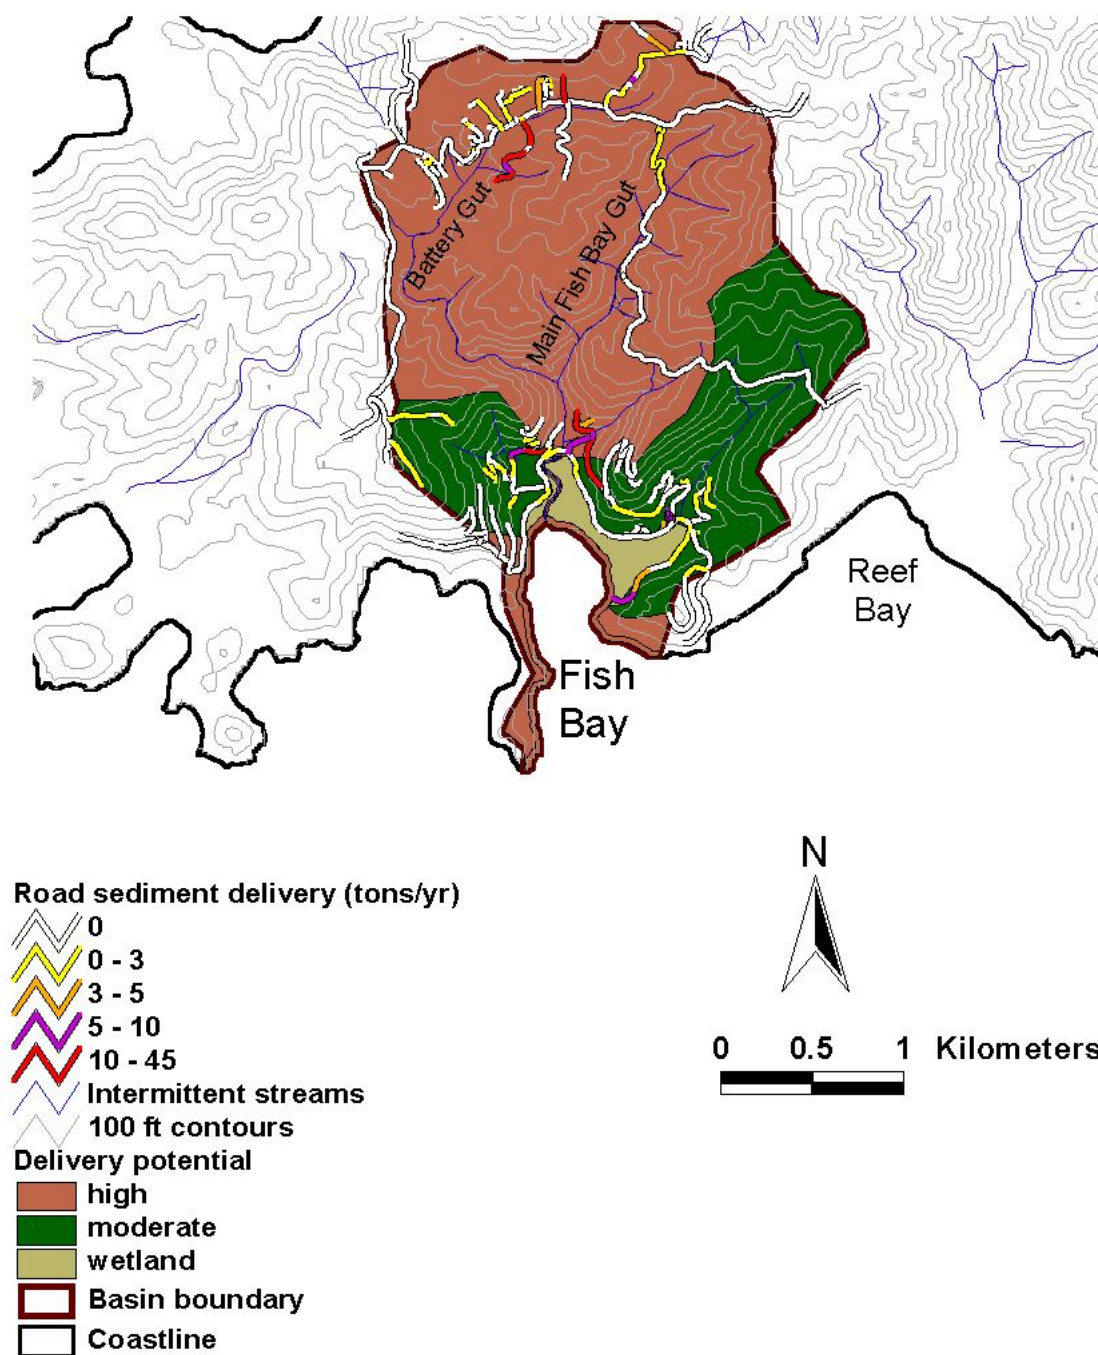 Battery Gut
Main Fish Bay Gut
Reef
Bay
Fish
Bay
N
Road sediment delivery (tons/yr)
0
0 - 3
3 - 5
5 - 10
10 - 45
Intermittent streams
100 ft contours
Delivery potential
high
moderate
wetland
Basin boundary
Coastline
0 0.5 1 Kilometers